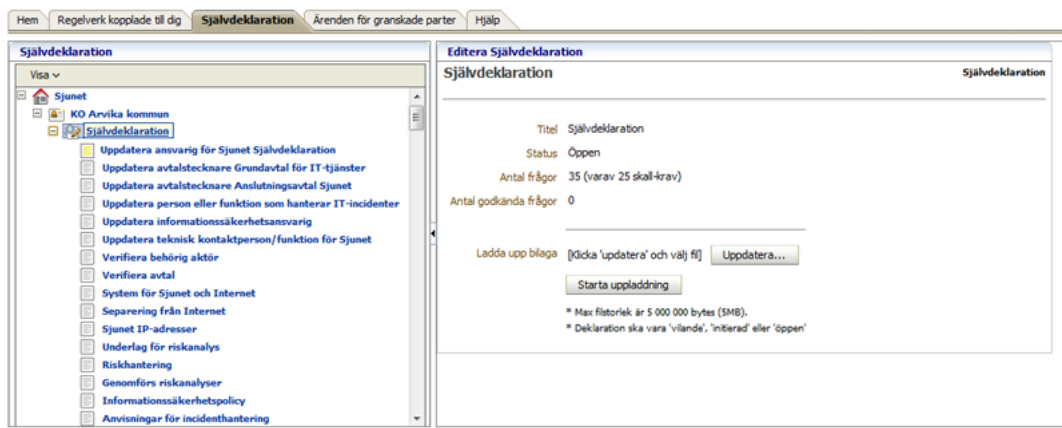 Hem Regelverk kopplade till dig Självdeklaration Ärenden för granskade parter Hjälp
Självdeklaration
Visa
Sjunet
KO Arvika kommun
Självdeklaration
Uppdatera ansvarig för Sjunet Självdeklaration
Uppdatera avtalstecknare Grundavtal för IT-tjänster
Uppdatera avtalstecknare Anslutningsavtal Sjunet
Uppdatera person eller funktion som hanterar IT-incidenter
Uppdatera informationssäkerhetsansvarig
Uppdatera teknisk kontaktperson/funktion för Sjunet
Verifiera behörig aktör
Verifiera avtal
System för Sjunet och Internet
Separering från Internet
Sjunet IP-adresser
Underlag för riskanalys
Riskhantering
Genomförs riskanalyser
Informationssäkerhetspolicy
Anvisningar för incidenthantering
Editera Självdeklaration
Självdeklaration Självdeklaration
Titel Självdeklaration
Status Öppen
Antal frågor 35 (varav 25 skall-krav)
Antal godkända frågor 0
Ladda upp bilaga [Klicka 'updatera' och välj fil] Uppdatera...
Starta uppladdning
* Max filstorlek är 5 000 000 bytes (5MB).
* Deklaration ska vara 'vilande', 'initierad' eller 'öppen'